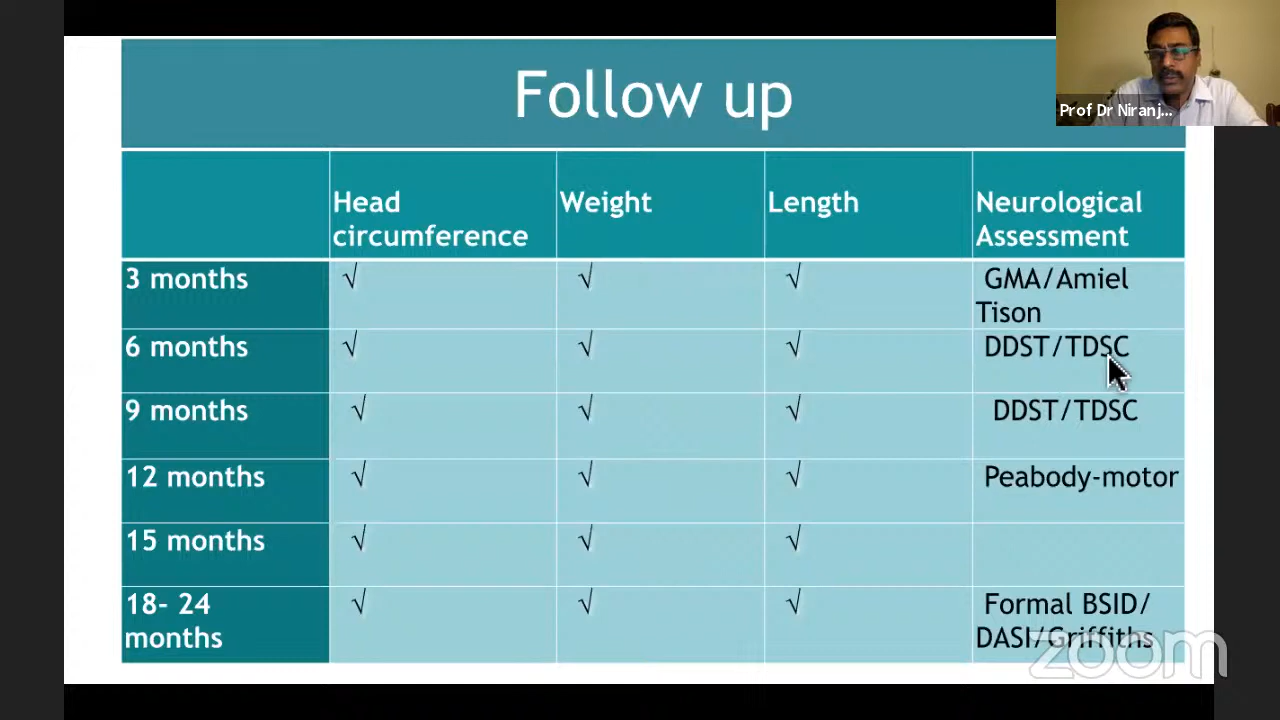 Follow up
Prof Dr Niranj...
Head
circumference
Weight
Length
Neurological
Assessment
3 months √ √ √ GMA/Amiel
Tison
6 months √ √ √ DDST/TDSC
9 months √ √ √ DDST/TDSC
12 months √ √ √ Peabody-motor
15 months √ √ √
18- 24
months
√ √ √ Formal BSID/
DASI/Griffiths
zoom